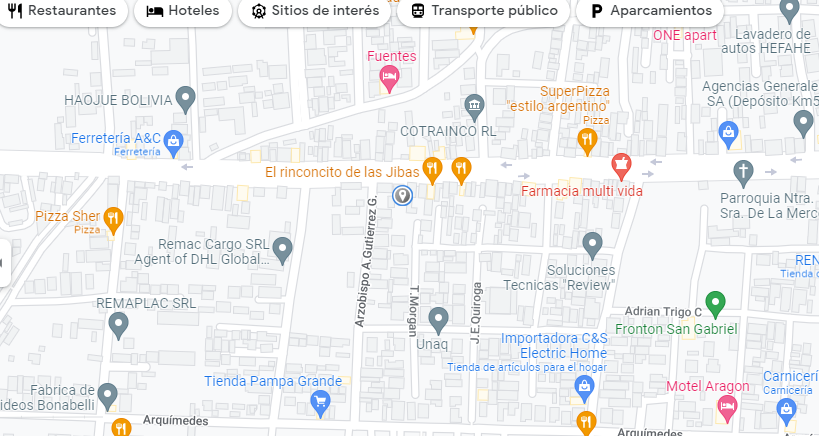 Restaurantes
Hoteles
Sitios de interés
Transporte público
Aparcamientos
ONE apart
Lavadero de
autos HEFAHE
Fuentes
HAOJUE BOLIVIA
SuperPizza
"estilo argentino"
Pizza
Agencias Generale
SA (Depósito Km5
COTRAINCO RL
Ferretería A&C
Ferretería
El rinconcito de las Jibas
Farmacia multi vida
Parroquia Ntra.
Sra. De La Merc
Pizza Sher
Pizza
Arzobispo A.Gutierrez G.
Remac Cargo SRL
Agent of DHL Global...
Soluciones
Tecnicas "Review"
REN
Tienda d
REMAPLAC SRL
T. Morgan
J.E.Quiroga
Unaq
Adrian Trigo C
Fronton San Gabriel
Importadora C&S
Electric Home
Tienda de artículos para el hogar
Tienda Pampa Grande
Motel Aragon
Carnicerí
Carnicería
Fabrica de
ideos Bonabelli
Arquímedes
Arquímedes